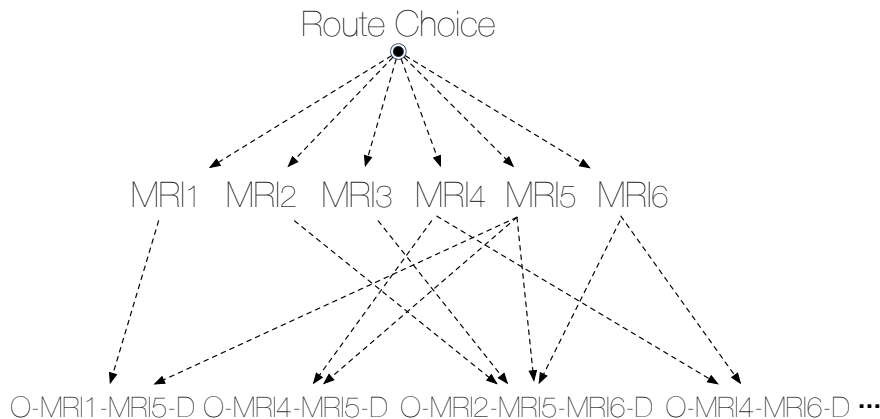 Route Choice
MRI1 MRI2 MRI3 MRI4 MRI5 MRI6
O-MRI1-MRI5-D O-MRI4-MRI5-D O-MRI2-MRI5-MRI6-D O-MRI4-MRI6-D ...